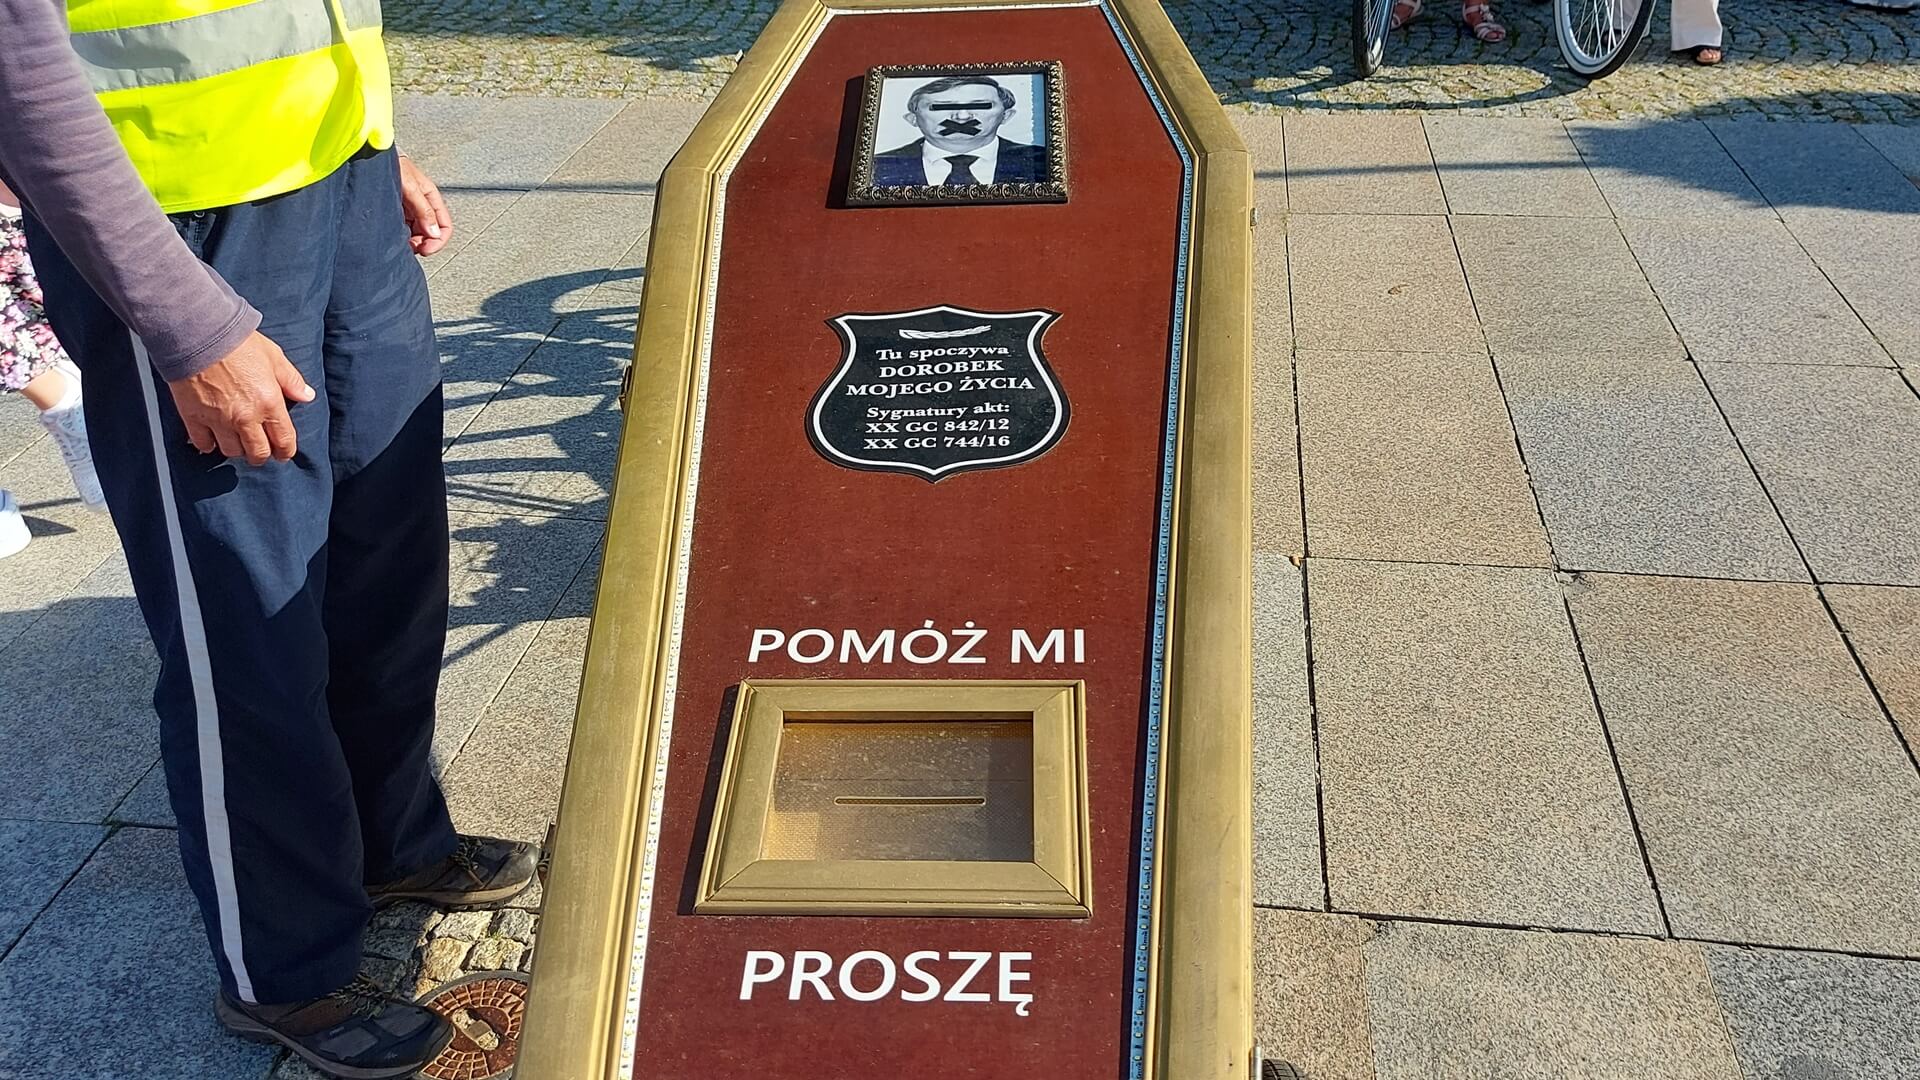 Tu spoczywa
DOROBEK
MOJEGO ŻYCIA
Sygnatury akt:
XX GC 842/12
XX GC 744/16
POMÓŻ MI
PROSZĘ